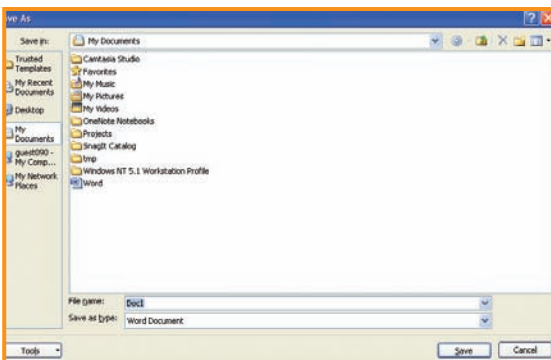 ve As
Save in:
My Documents
Trusted
Templates
My Recent
Documents
Desktop
My
Documents
guest090 -
My Comp...
My Network
Places
Camtasia Studio
Favorites
My Music
My Pictures
My Videos
OneNote Notebooks
Projects
SnagIt Catalog
tmp
Windows NT 5.1 Workstation Profile
Word
File name:
Doc1
Save as type:
Word Document
Tools
Save
Cancel